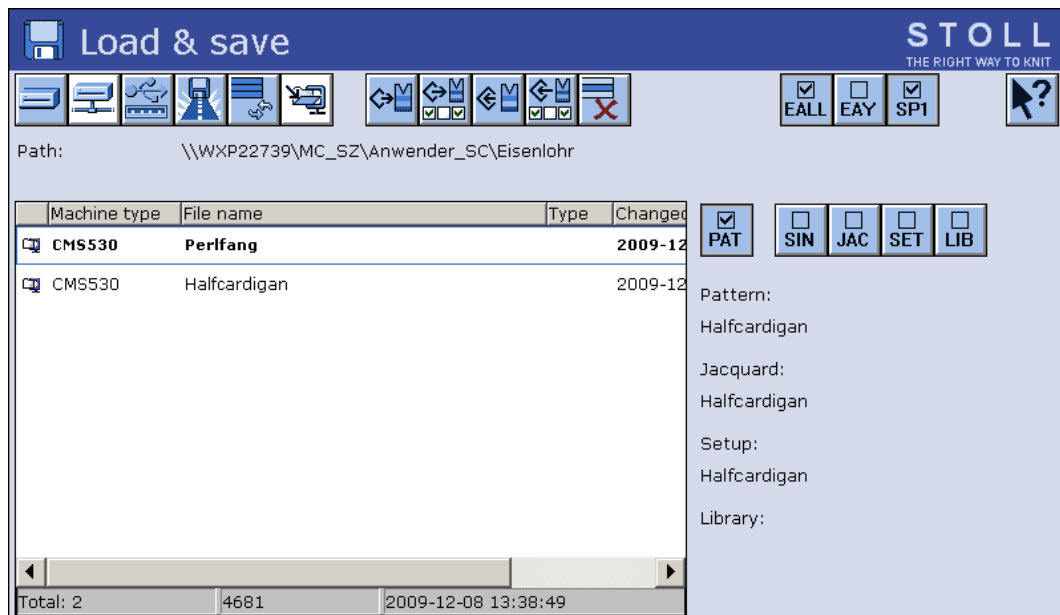 Load & save
STOLL
THE RIGHT WAY TO KNIT
EALL EAY SP1
?
Path: \\WXP22739\MC_SZ\Anwender_SC\Eisenlohr
Machine type File name Type Changed
CMS530 Perlfang 2009-12
CMS530 Halfcardigan 2009-12
PAT SIN JAC SET LIB
Pattern:
Halfcardigan
Jacquard:
Halfcardigan
Setup:
Halfcardigan
Library:
Total: 2 4681 2009-12-08 13:38:49